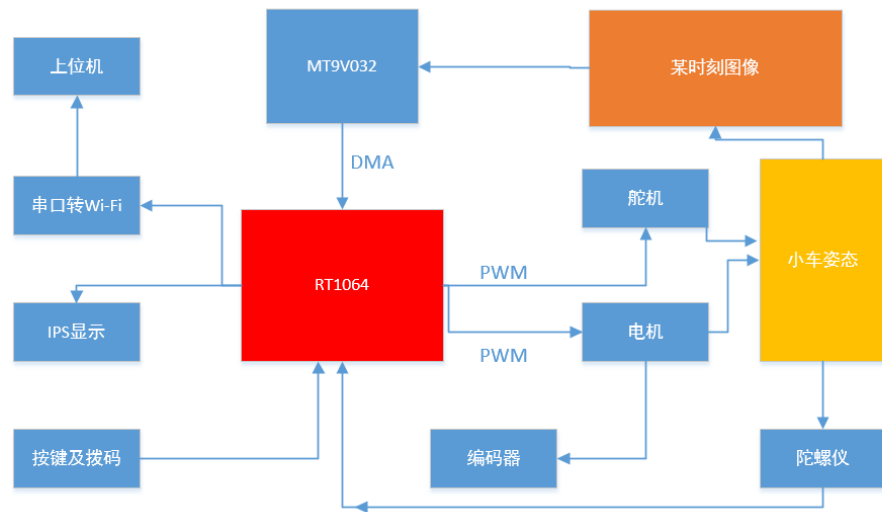 上位机
MT9V032
某时刻图像
DMA
串口转Wi-Fi
舵机
RT1064
PWM
小车姿态
IPS显示
PWM
电机
按键及拨码
编码器
陀螺仪